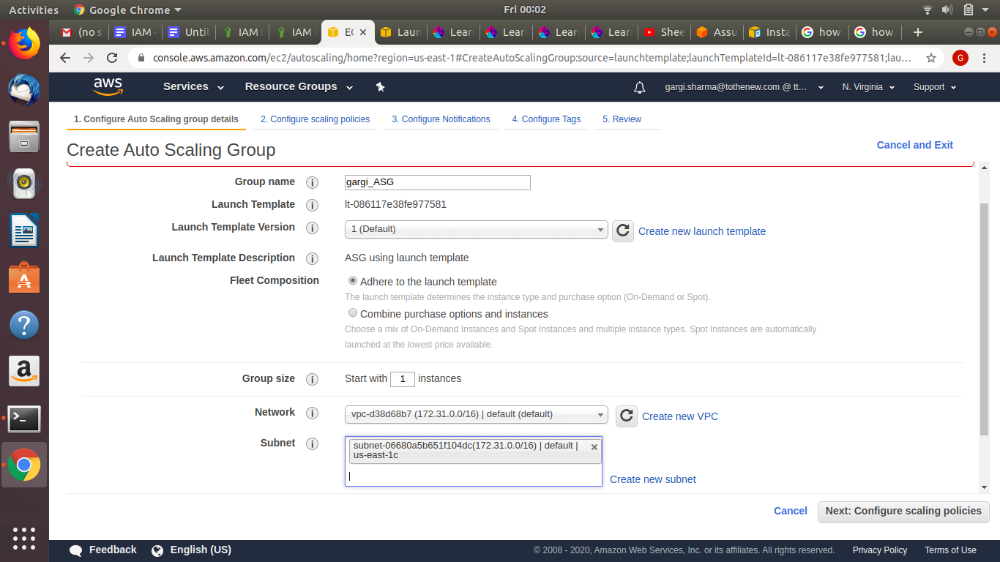 Activities
Google Chrome
Fri 00:02
(no s
IAM
Untit
IAM
IAM
EC
Laun
Lear
Lear
Lear
Lear
Shee
Assu
Insta
how
how
console.aws.amazon.com/ec2/autoscaling/home?region=us-east-1#CreateAutoScalingGroup:source=launchtemplate;launchTemplateId=lt-086117e38fe977581;lau...
G
aws
Services
Resource Groups
gargi.sharma@tothenew.com @ tt...
N. Virginia
Support
1. Configure Auto Scaling group details
2. Configure scaling policies
3. Configure Notifications
4. Configure Tags
5. Review
Create Auto Scaling Group
Cancel and Exit
Group name
gargi_ASG
Launch Template
lt-086117e38fe977581
Launch Template Version
1 (Default)
Create new launch template
Launch Template Description
ASG using launch template
Fleet Composition
Adhere to the launch template
The launch template determines the instance type and purchase option (On-Demand or Spot).
Combine purchase options and instances
Choose a mix of On-Demand Instances and Spot Instances and multiple instance types. Spot Instances are automatically
launched at the lowest price available.
Group size
Start with 1 instances
Network
vpc-d38d68b7 (172.31.0.0/16) | default (default)
Create new VPC
Subnet
subnet-06680a5b651f104dc(172.31.0.0/16) | default |
us-east-1c
Create new subnet
Cancel
Next: Configure scaling policies
Feedback
English (US)
© 2008 - 2020, Amazon Web Services, Inc. or its affiliates. All rights reserved.
Privacy Policy
Terms of Use